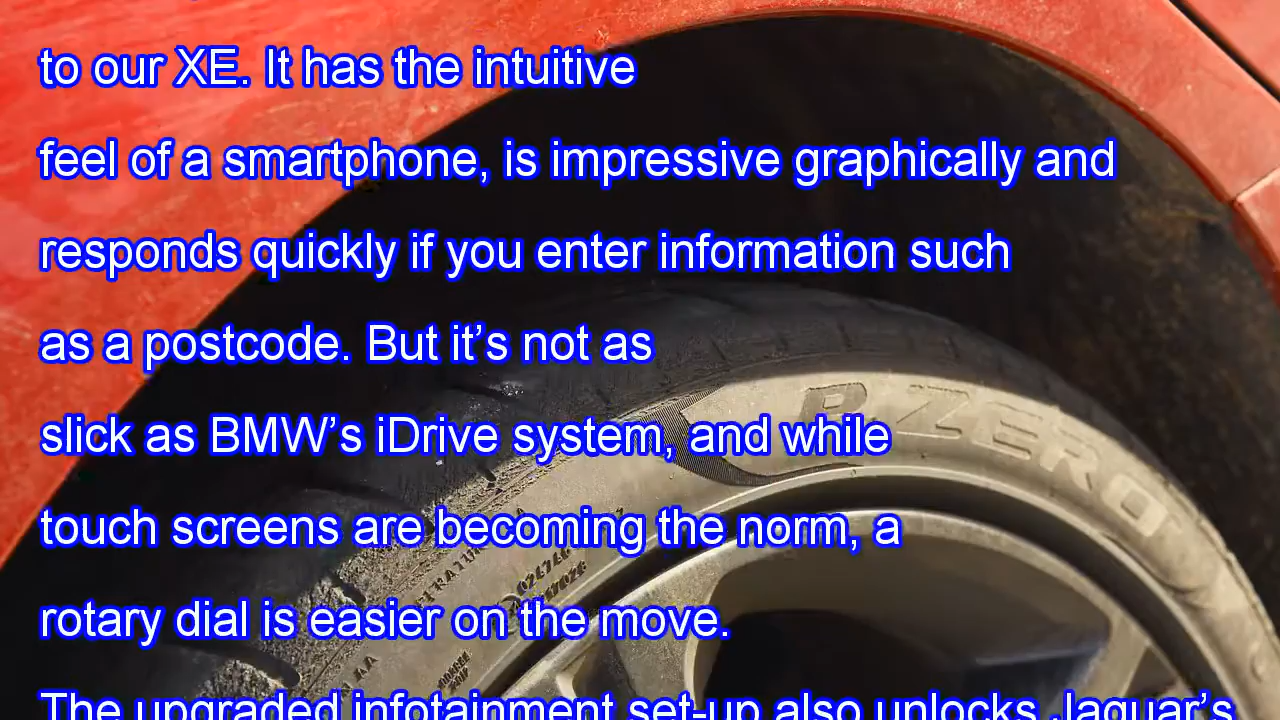 to our XE. It has the intuitive
feel of a smartphone, is impressive graphically and
responds quickly if you enter information such
as a postcode. But it’s not as
slick as BMW’s iDrive system, and while
touch screens are becoming the norm, a
rotary dial is easier on the move.
The upgraded infotainment set-up also unlocks Jaguar’s
P ZERO